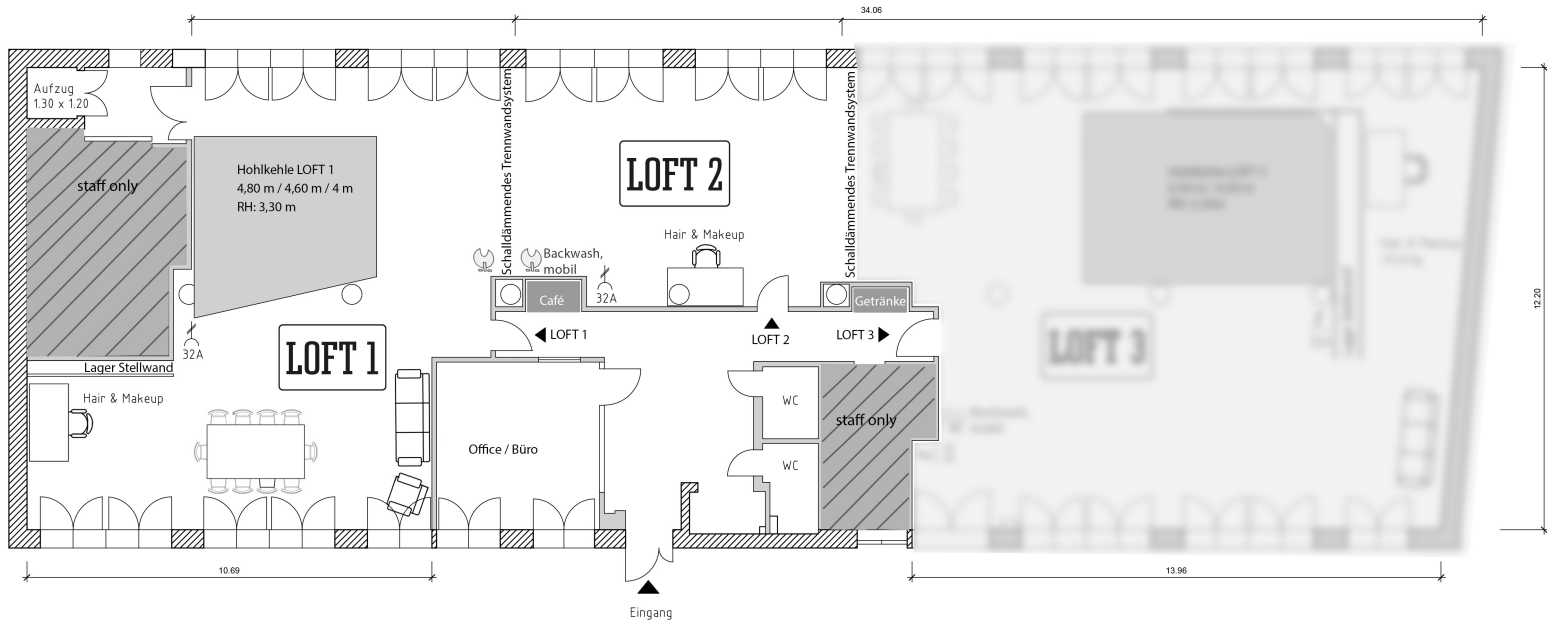 34.06
Aufzug
1.30 x 1.20
staff only
Hohlkehle LOFT 1
4,80 m / 4,60 m / 4 m
RH: 3,30 m
Schalldämmendes Trennwandsystem
LOFT 2
Schalldämmendes Trennwandsystem
Hair & Makeup
Backwash,
mobil
32A
Café
Getränke
LOFT 1
LOFT 2
LOFT 3
12.20
32A
LOFT 1
LOFT 3
Lager Stellwand
Hair & Makeup
Office / Büro
WC
WC
staff only
Backwash,
mobil
10.69
13.96
Eingang